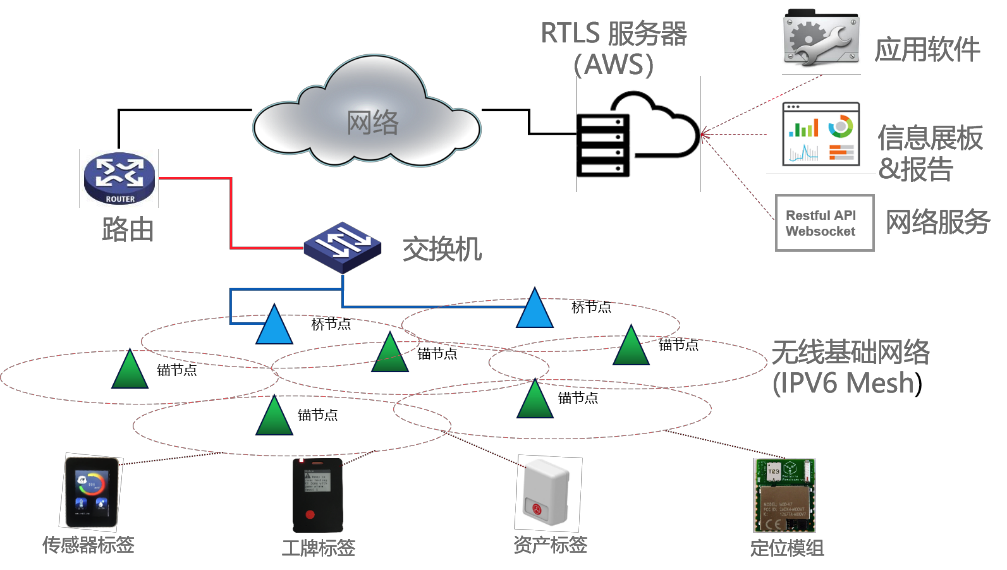 RTLS 服务器
（AWS）
应用软件
网络
信息展板
&报告
ROUTER
路由
Restful API
Websocket
网络服务
交换机
桥节点
桥节点
锚节点
锚节点
锚节点
无线基础网络
(IPV6 Mesh)
锚节点
锚节点
传感器标签
工牌标签
资产标签
定位模组